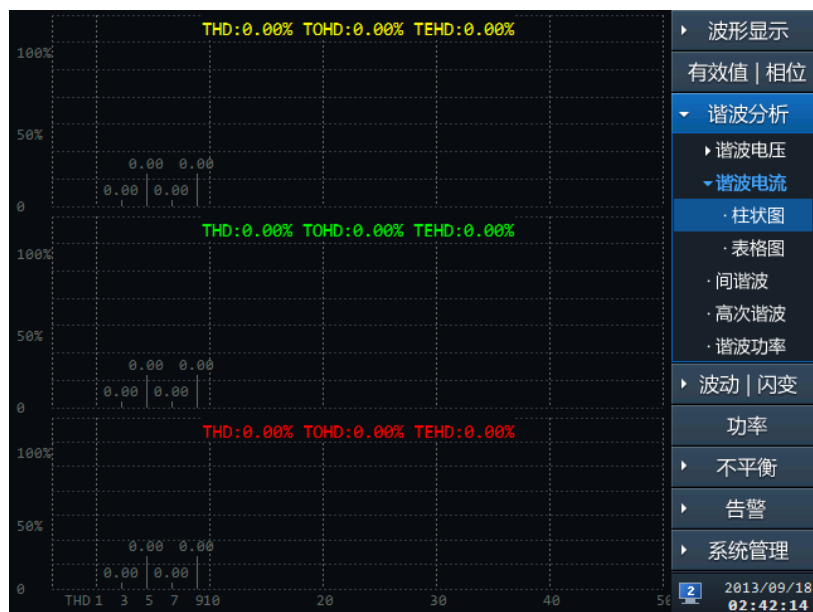 THD:0.00% TOHD:0.00% TEHD:0.00%
100%
50%
0.00 0.00
0.00 0.00
0
THD:0.00% TOHD:0.00% TEHD:0.00%
100%
50%
0.00 0.00
0.00 0.00
0
THD:0.00% TOHD:0.00% TEHD:0.00%
100%
50%
0.00 0.00
0.00 0.00
0
THD 1 3 5 7 910 20 30 40 50
波形显示
有效值 | 相位
谐波分析
谐波电压
谐波电流
·柱状图
·表格图
·间谐波
·高次谐波
·谐波功率
波动 | 闪变
功率
不平衡
告警
系统管理
2 2013/09/18
02:42:14